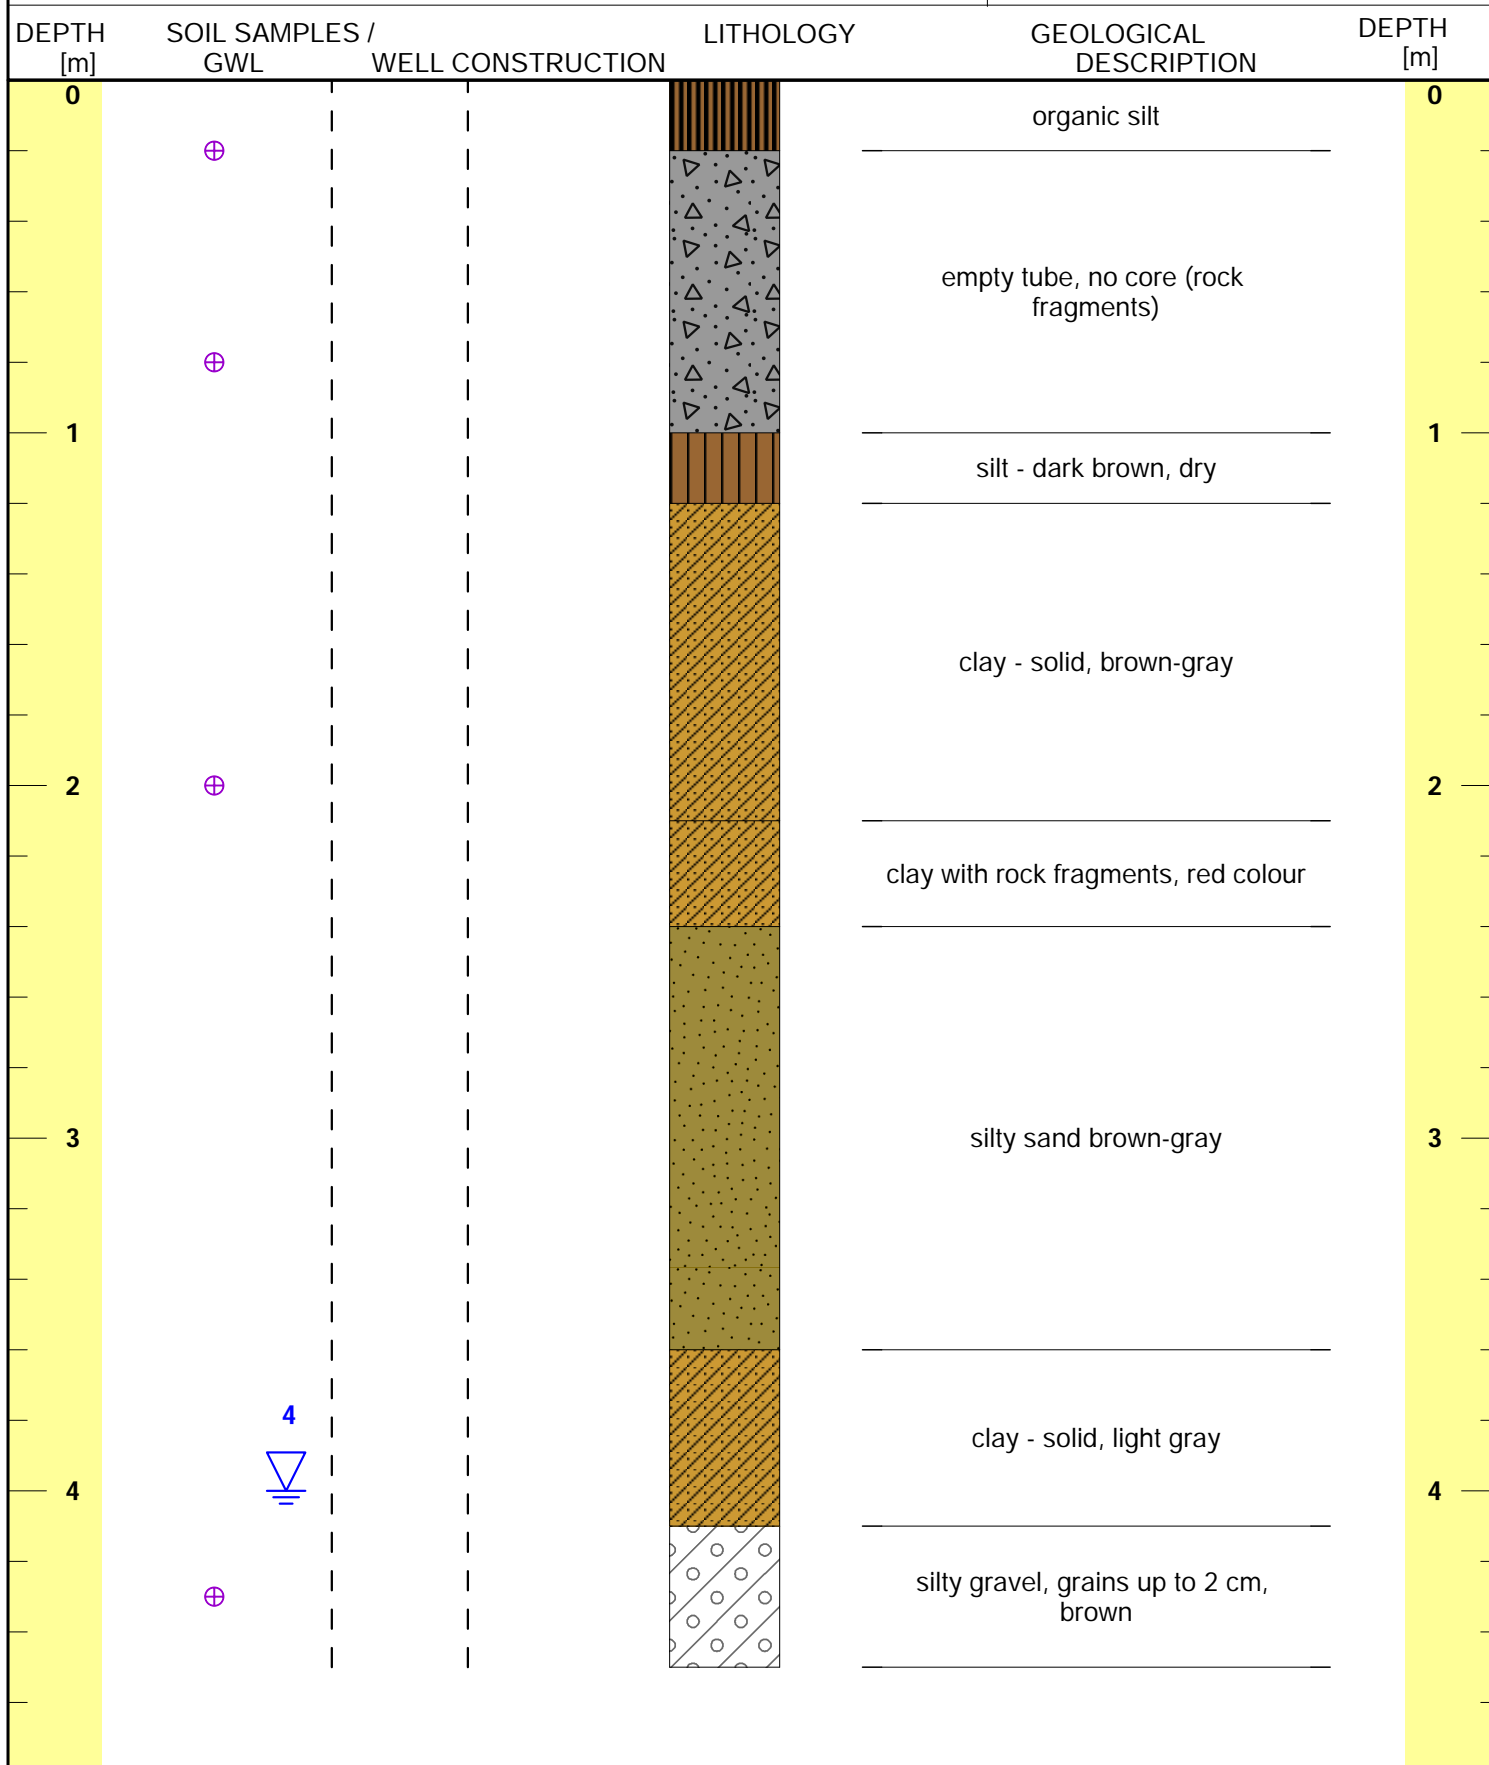 DEPTH
[m]
SOIL SAMPLES /
GWL
WELL CONSTRUCTION
LITHOLOGY
GEOLOGICAL
DESCRIPTION
DEPTH
[m]
0
organic silt
0
empty tube, no core (rock
fragments)
1
1
silt - dark brown, dry
clay - solid, brown-gray
2
2
clay with rock fragments, red colour
3
silty sand brown-gray
3
4
clay - solid, light gray
4
4
silty gravel, grains up to 2 cm,
brown